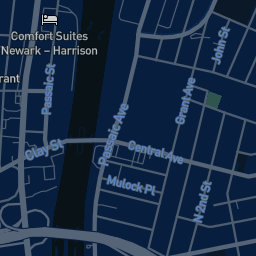 Comfort Suites
Newark – Harrison
rant
John St
Grant Ave
Passaic St
Passaic Ave
Clay St
Central Ave
Mulock Pl
N 2nd St